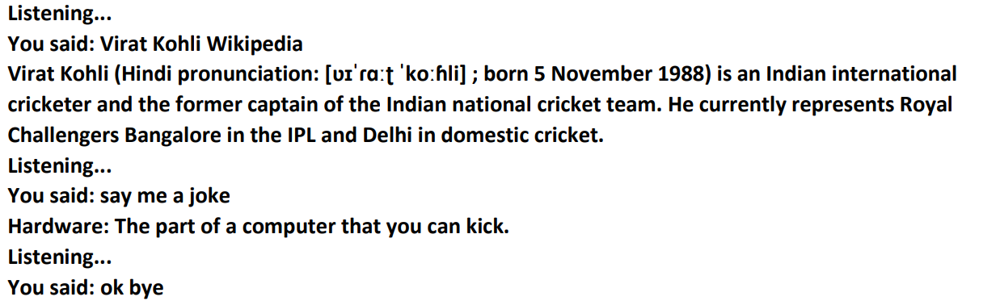 Listening...
You said: Virat Kohli Wikipedia
Virat Kohli (Hindi pronunciation: [ʋɪˈɾɑːʈ ˈkoːɦli] ; born 5 November 1988) is an Indian international
cricketer and the former captain of the Indian national cricket team. He currently represents Royal
Challengers Bangalore in the IPL and Delhi in domestic cricket.
Listening...
You said: say me a joke
Hardware: The part of a computer that you can kick.
Listening...
You said: ok bye